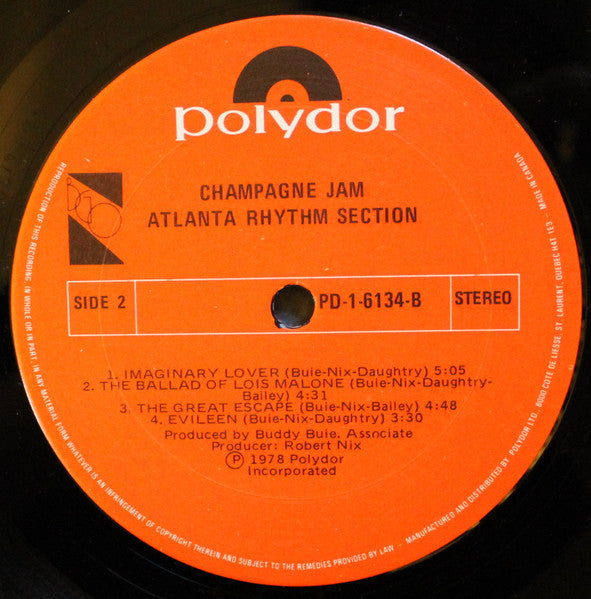 polydor
CHAMPAGNE JAM
ATLANTA RHYTHM SECTION
SIDE 2
PD-1-6134-B
STEREO
1. IMAGINARY LOVER (Buie-Nix-Daughtry) 5:05
2. THE BALLAD OF LOIS MALONE (Buie-Nix-Daughtry-
Bailey) 4:31
3. THE GREAT ESCAPE (Buie-Nix-Bailey) 4:48
4. EVILEEN (Buie-Nix-Daughtry) 3:30
Produced by Buddy Buie. Assnciate
Producer: Robert Nix
℗ 1978 Polydor
Incorporated
REPRODUCTION OF THIS RECORDING, IN WHOLE OR IN PART, IN ANY MATERIAL FORM WHATEVER IS AN INFRINGEMENT OF COPYRIGHT THEREIN AND SUBJECT TO THE REMEDIES PROVIDED BY LAW • MANUFACTURED AND DISTRIBUTED BY POLYDOR LTD., 6000 COTE DE LIESSE, ST. LAURENT, QUEBEC H4T 1E3 MADE IN CANADA